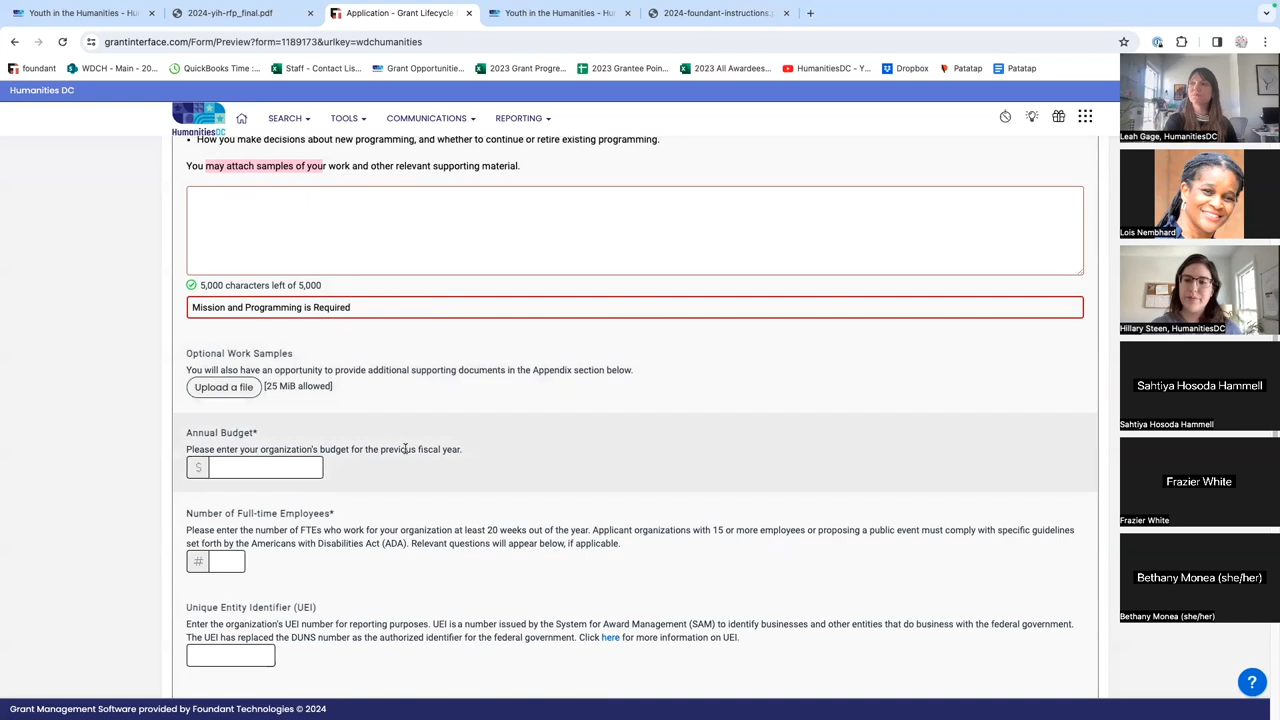 Youth in the Humanities - Hum
2024-yih-rfp_final.pdf
Application - Grant Lifecycle
Youth in the Humanities - Hum
2024-foundant-instructions.
grantinterface.com/Form/Preview?form=1189173&urlkey=wdchumanities
foundant
WDCH - Main - 20...
QuickBooks Time :...
Staff - Contact Lis...
Grant Opportunitie...
2023 Grant Progre...
2023 Grantee Poin...
2023 All Awardees...
HumanitiesDC - Y...
Dropbox
Patatap
Patatap
Humanities DC
HUMANITIESDC
SEARCH
TOOLS
COMMUNICATIONS
REPORTING
• How you make decisions about new programming, and whether to continue or retire existing programming.
You may attach samples of your work and other relevant supporting material.
5,000 characters left of 5,000
Mission and Programming is Required
Optional Work Samples
You will also have an opportunity to provide additional supporting documents in the Appendix section below.
Upload a file [25 MiB allowed]
Annual Budget*
Please enter your organization's budget for the previous fiscal year.
$
Number of Full-time Employees*
Please enter the number of FTEs who work for your organization at least 20 weeks out of the year. Applicant organizations with 15 or more employees or proposing a public event must comply with specific guidelines
set forth by the Americans with Disabilities Act (ADA). Relevant questions will appear below, if applicable.
#
Unique Entity Identifier (UEI)
Enter the organization's UEI number for reporting purposes. UEI is a number issued by the System for Award Management (SAM) to identify businesses and other entities that do business with the federal government.
The UEI has replaced the DUNS number as the authorized identifier for the federal government. Click here for more information on UEI.
?
Grant Management Software provided by Foundant Technologies © 2024
Leah Gage, HumanitiesDC
Lois Nembhard
Hillary Steen, HumanitiesDC
Sahtiya Hosoda Hammell
Sahtiya Hosoda Hammell
Frazier White
Frazier White
Bethany Monea (she/her)
Bethany Monea (she/her)